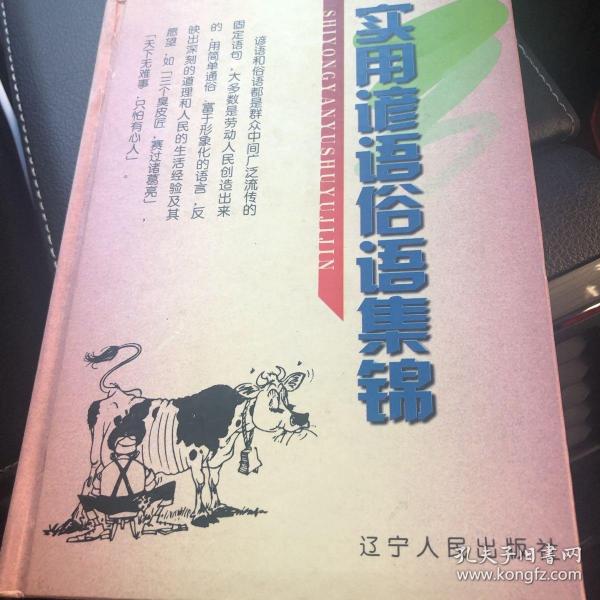 实用谚语俗语集锦
SHIYONGYANYUSHUYUJIJIN
谚语和俗语都是群众中间广泛流传的
固定语句，大多数是劳动人民创造出来
的，用简单通俗、富于形象化的语言，反
映出深刻的道理和人民的生活经验及其
愿望，如「三个臭皮匠，赛过诸葛亮」，
「天下无难事，只怕有心人」。
辽宁人民出版社
孔夫子旧书网
www.kongfz.com